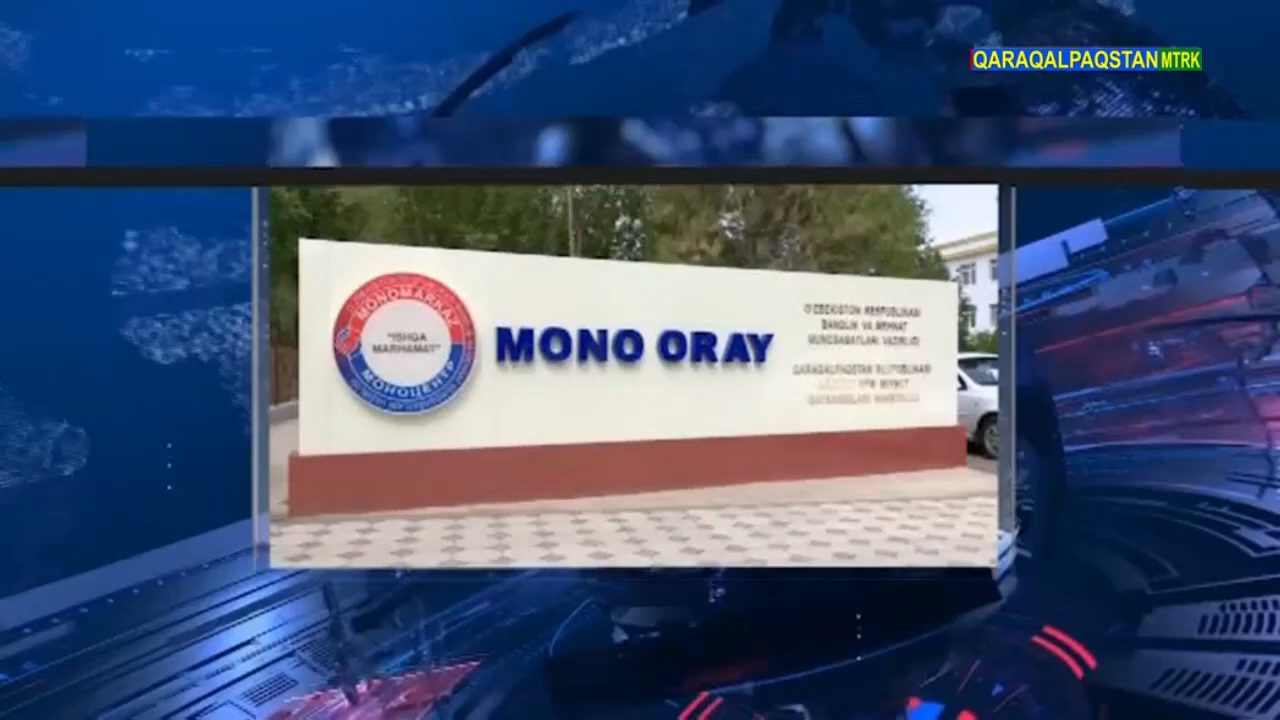 QARAQALPAQSTAN MTRK
MONOMARKAZ
"ISHGA
MARHAMAT"
МОНОЦЕНТР
MONO ORAY
O'ZBEKISTON RESPUBLIKASI
BANDLIK VA MEHNAT
MUNOSABATLARI VAZIRLIGI
QARAQALPAQSTAN RESPUBLIKASI